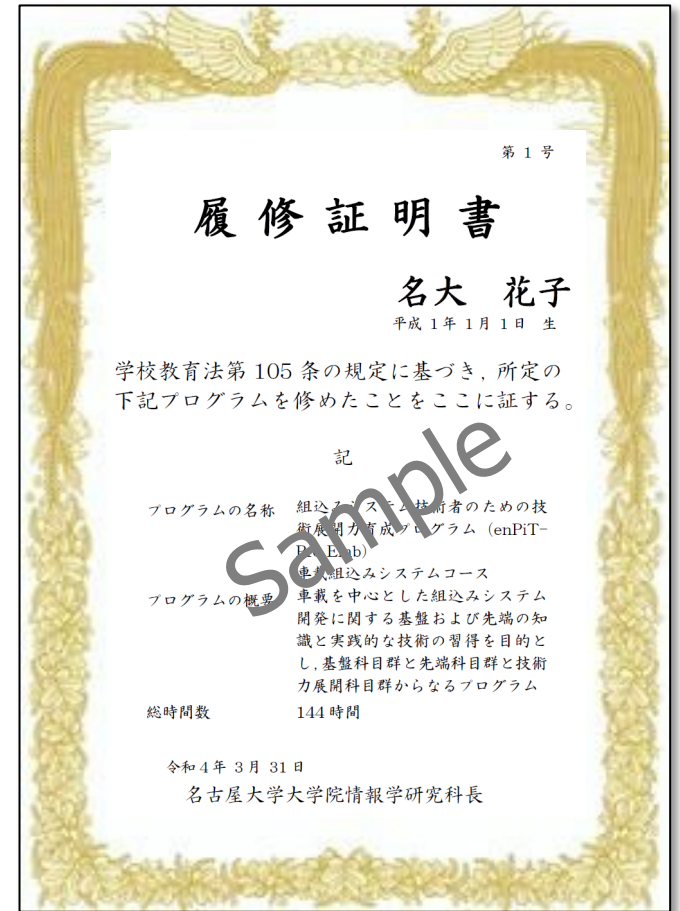 第 1 号
履修証明書
名大 花子
平成 1年 1月 1日 生
学校教育法第 105 条の規定に基づき, 所定の
下記プログラムを修めたことをここに証する。
記
プログラムの名称 組込みシステム技術者のための技
術展開力育成プログラム (enPiT-
Pro Emb)
車載組込みシステムコース
プログラムの概要 車載を中心とした組込みシステム
開発に関する基盤および先端の知
識と実践的な技術の習得を目的と
し, 基盤科目群と先端科目群と技術
力展開科目群からなるプログラム
総時間数 144 時間
令和 4年 3月 31 日
名古屋大学大学院情報学研究科長
Sample